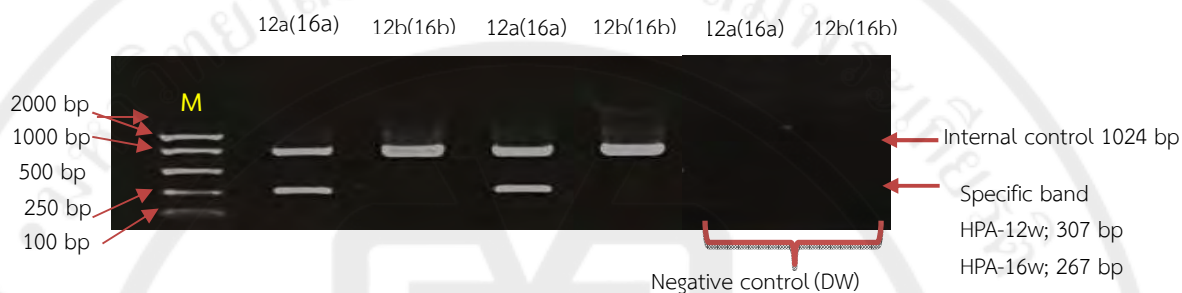 12a(16a) 12b(16b) 12a(16a) 12b(16b) 12a(16a) 12b(16b)
M
2000 bp
1000 bp
500 bp
250 bp
100 bp
Internal control 1024 bp
Specific band
HPA-12w; 307 bp
HPA-16w; 267 bp
Negative control (DW)